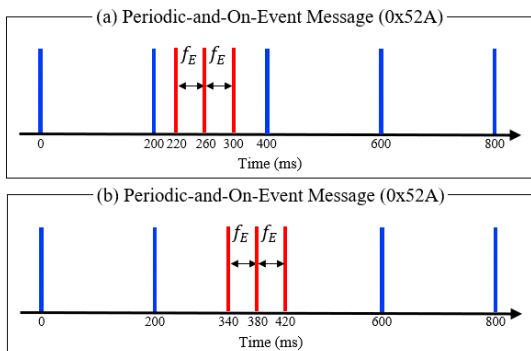 (a) Periodic-and-On-Event Message (0x52A)
f_E f_E
0 200 220 260 300 400 600 800
Time (ms)
(b) Periodic-and-On-Event Message (0x52A)
f_E f_E
0 200 340 380 420 600 800
Time (ms)